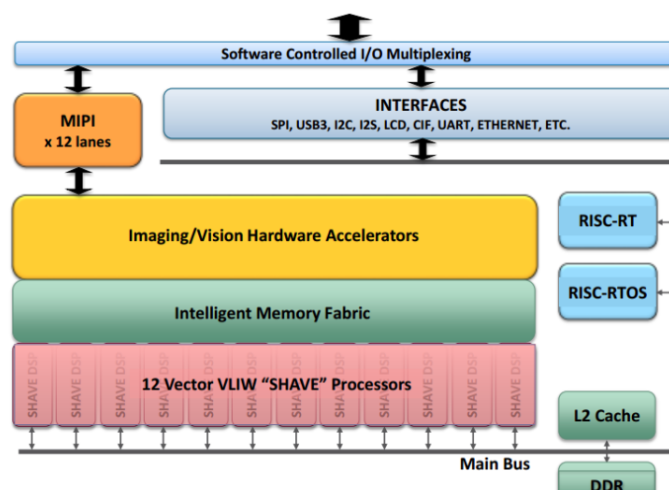 Software Controlled I/O Multiplexing
MIPI
x 12 lanes
INTERFACES
SPI, USB3, I2C, I2S, LCD, CIF, UART, ETHERNET, ETC.
Imaging/Vision Hardware Accelerators
RISC-RT
RISC-RTOS
Intelligent Memory Fabric
12 Vector VLIW “SHAVE” Processors
SHAVE DSP
SHAVE DSP
SHAVE DSP
SHAVE DSP
SHAVE DSP
SHAVE DSP
SHAVE DSP
SHAVE DSP
SHAVE DSP
SHAVE DSP
SHAVE DSP
SHAVE DSP
L2 Cache
Main Bus
DDR